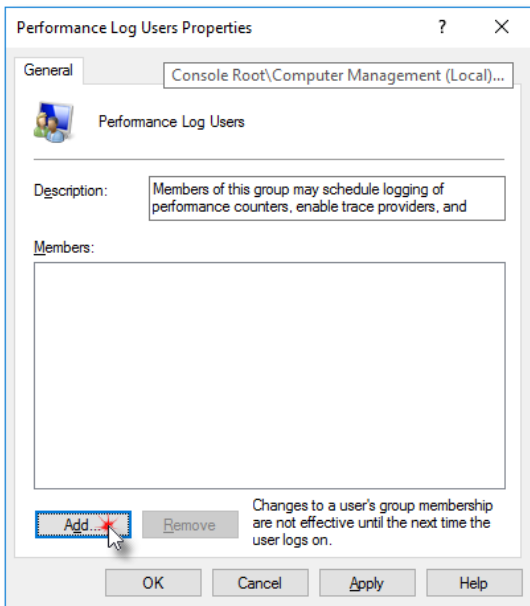 Performance Log Users Properties
?
General
Console Root\Computer Management (Local)...
Performance Log Users
Description:
Members of this group may schedule logging of
performance counters, enable trace providers, and
Members:
Add...
Remove
Changes to a user's group membership
are not effective until the next time the
user logs on.
OK
Cancel
Apply
Help